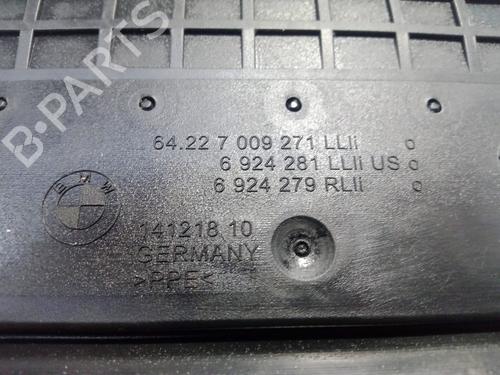 B-PARTS
64.22 7 009 271 LLII
6 924 281 LLII US
6 924 279 RLII
BMW
141218 10
GERMANY
>PPE<